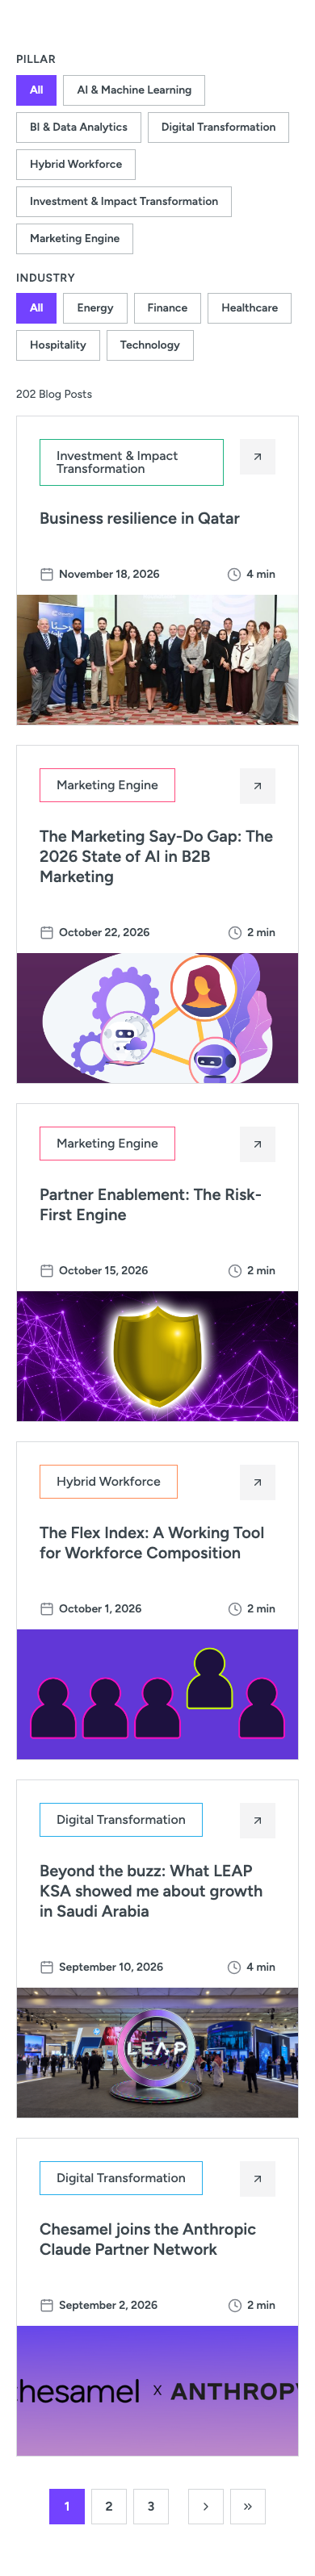 PILLAR
All
AI & Machine Learning
BI & Data Analytics
Digital Transformation
Hybrid Workforce
Investment & Impact Transformation
Marketing Engine
INDUSTRY
All
Energy
Finance
Healthcare
Hospitality
Technology
202 Blog Posts
Investment & Impact
Transformation
Business resilience in Qatar
November 18, 2026
4 min
Marketing Engine
The Marketing Say-Do Gap: The
2026 State of AI in B2B
Marketing
October 22, 2026
2 min
Marketing Engine
Partner Enablement: The Risk-
First Engine
October 15, 2026
2 min
Hybrid Workforce
The Flex Index: A Working Tool
for Workforce Composition
October 1, 2026
2 min
Digital Transformation
Beyond the buzz: What LEAP
KSA showed me about growth
in Saudi Arabia
September 10, 2026
4 min
LEAP
Digital Transformation
Chesamel joins the Anthropic
Claude Partner Network
September 2, 2026
2 min
hesamel x ANTHROP
1
2
3